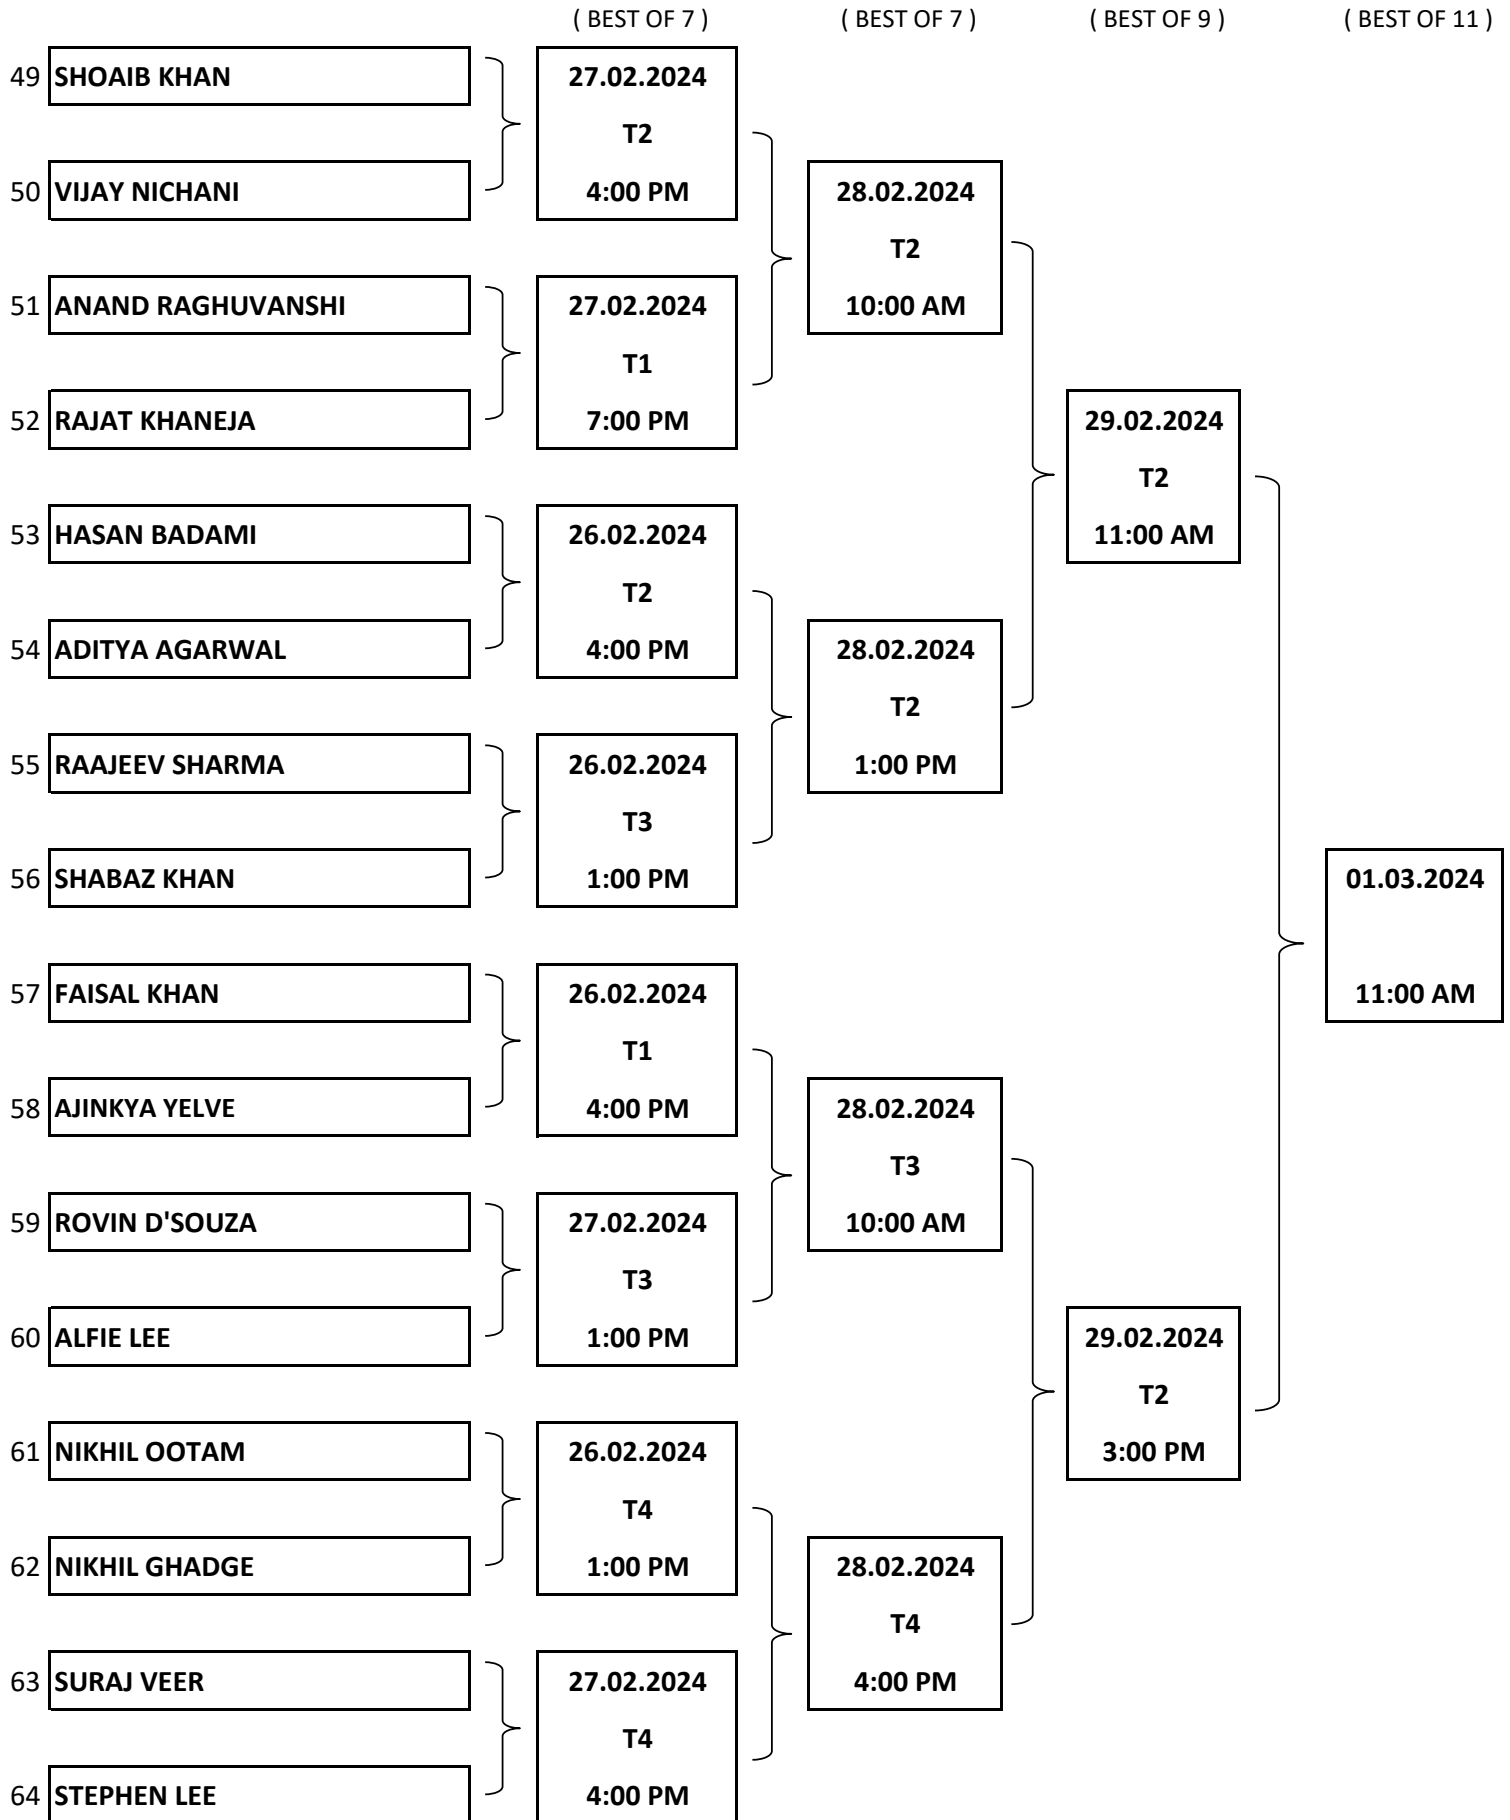 ( BEST OF 7 ) ( BEST OF 7 ) ( BEST OF 9 ) ( BEST OF 11 )
49 SHOAIB KHAN 27.02.2024
T2
50 VIJAY NICHANI 4:00 PM 28.02.2024
T2
51 ANAND RAGHUVANSHI 27.02.2024 10:00 AM
T1
52 RAJAT KHANEJA 7:00 PM 29.02.2024
T2
53 HASAN BADAMI 26.02.2024 11:00 AM
T2
54 ADITYA AGARWAL 4:00 PM 28.02.2024
T2
55 RAAJEEV SHARMA 26.02.2024 1:00 PM
T3
56 SHABAZ KHAN 1:00 PM 01.03.2024
57 FAISAL KHAN 26.02.2024 11:00 AM
T1
58 AJINKYA YELVE 4:00 PM 28.02.2024
T3
59 ROVIN D'SOUZA 27.02.2024 10:00 AM
T3
60 ALFIE LEE 1:00 PM 29.02.2024
T2
61 NIKHIL OOTAM 26.02.2024 3:00 PM
T4
62 NIKHIL GHADGE 1:00 PM 28.02.2024
T4
63 SURAJ VEER 27.02.2024 4:00 PM
T4
64 STEPHEN LEE 4:00 PM